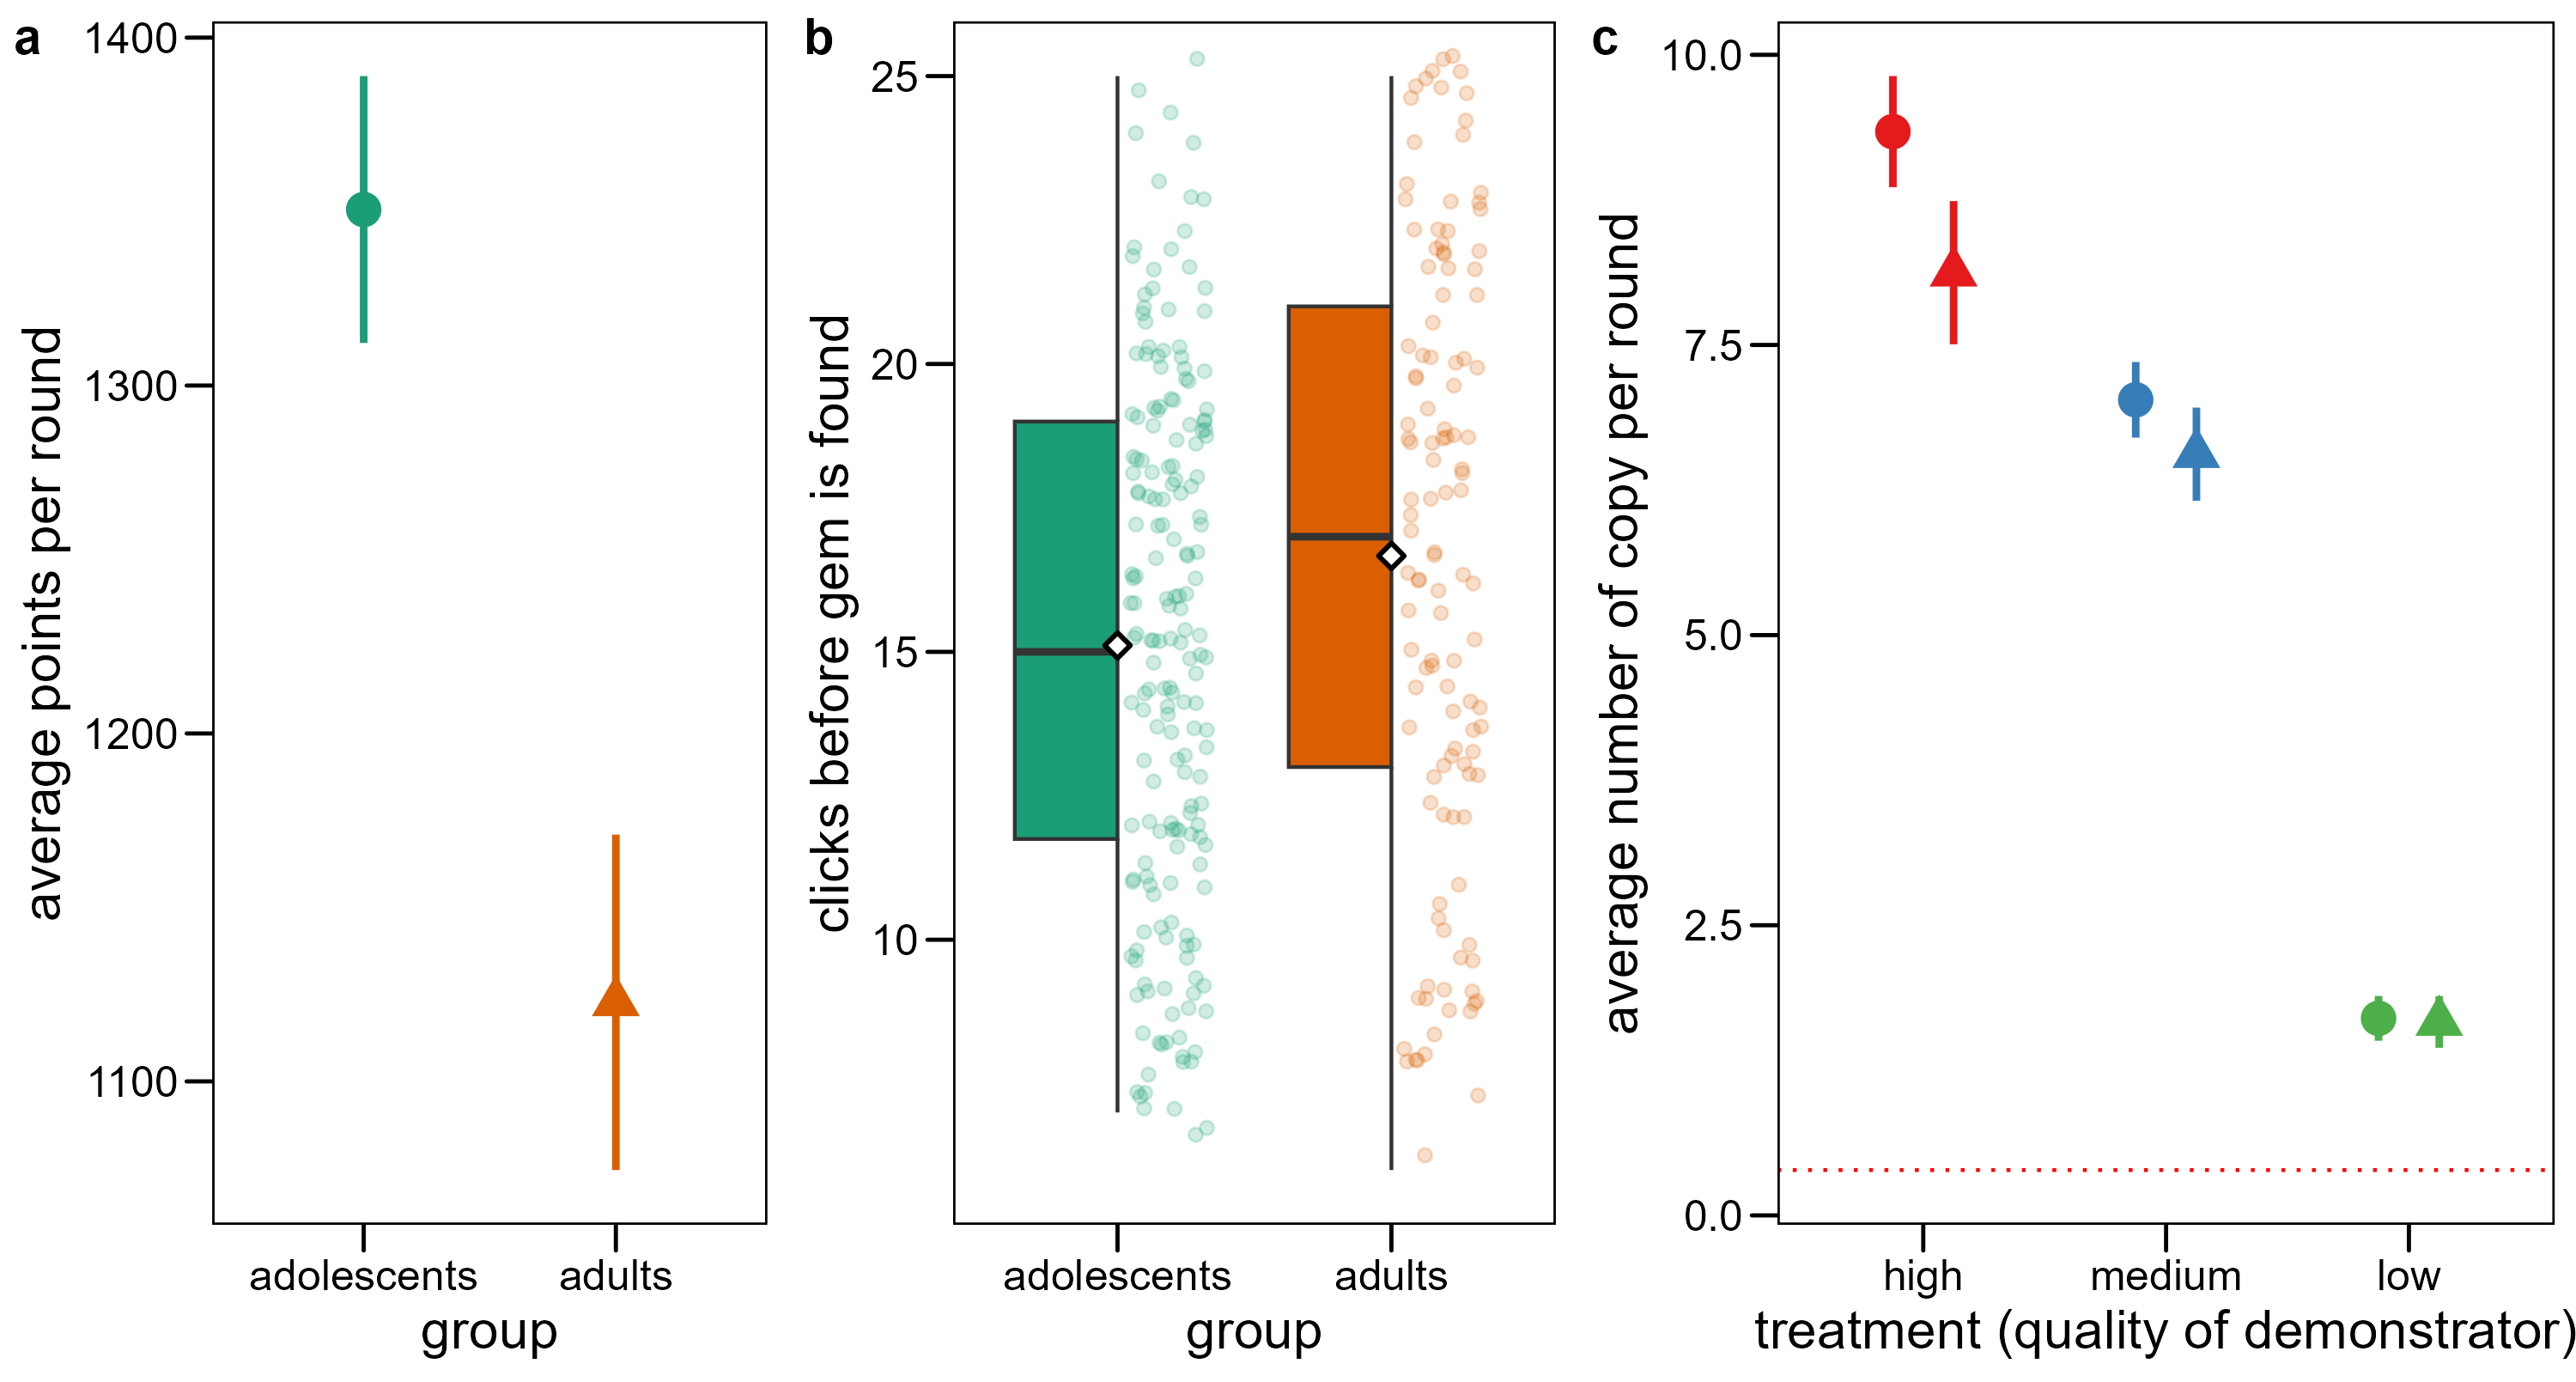 a
average points per round
1400
1300
1200
1100
adolescents
adults
group
b
clicks before gem is found
25
20
15
10
adolescents
adults
group
c
average number of copy per round
10.0
7.5
5.0
2.5
0.0
high
medium
low
treatment (quality of demonstrator)